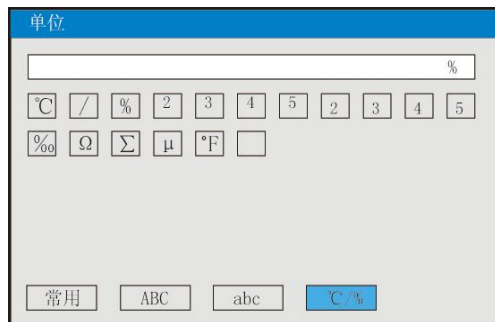 单位
%
℃ / % ² ³ ⁴ ⁵ ₂ ₃ ₄ ₅
‰ Ω Σ μ °F
常用 ABC abc ℃/%